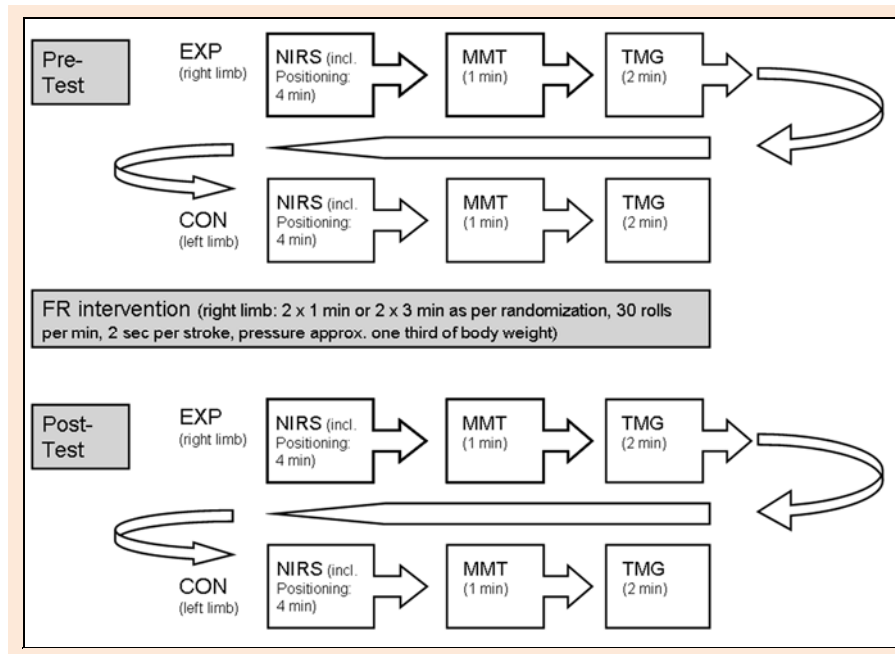 Pre-
Test
EXP
(right limb)
NIRS (incl.
Positioning:
4 min)
MMT
(1 min)
TMG
(2 min)
CON
(left limb)
NIRS (incl.
Positioning:
4 min)
MMT
(1 min)
TMG
(2 min)
FR intervention (right limb: 2 x 1 min or 2 x 3 min as per randomization, 30 rolls
per min, 2 sec per stroke, pressure approx. one third of body weight)
Post-
Test
EXP
(right limb)
NIRS (incl.
Positioning:
4 min)
MMT
(1 min)
TMG
(2 min)
CON
(left limb)
NIRS (incl.
Positioning:
4 min)
MMT
(1 min)
TMG
(2 min)